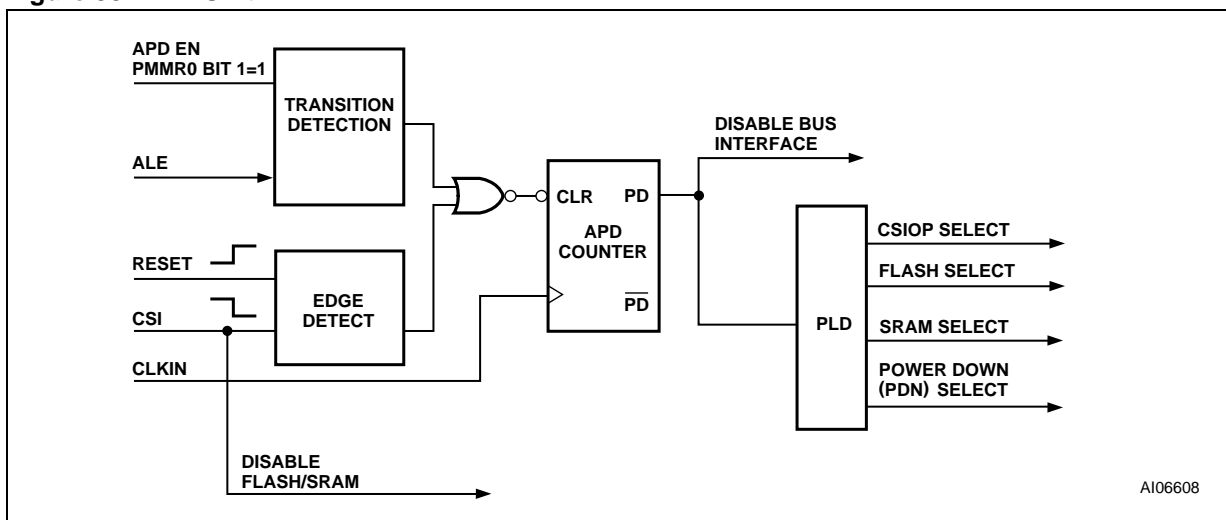 APD EN
PMMR0 BIT 1=1
TRANSITION
DETECTION
ALE
DISABLE BUS
INTERFACE
CLR
PD
APD
COUNTER
PD
RESET
CSI
EDGE
DETECT
CLKIN
PLD
CSIOP SELECT
FLASH SELECT
SRAM SELECT
POWER DOWN
(PDN) SELECT
DISABLE
FLASH/SRAM
AI06608